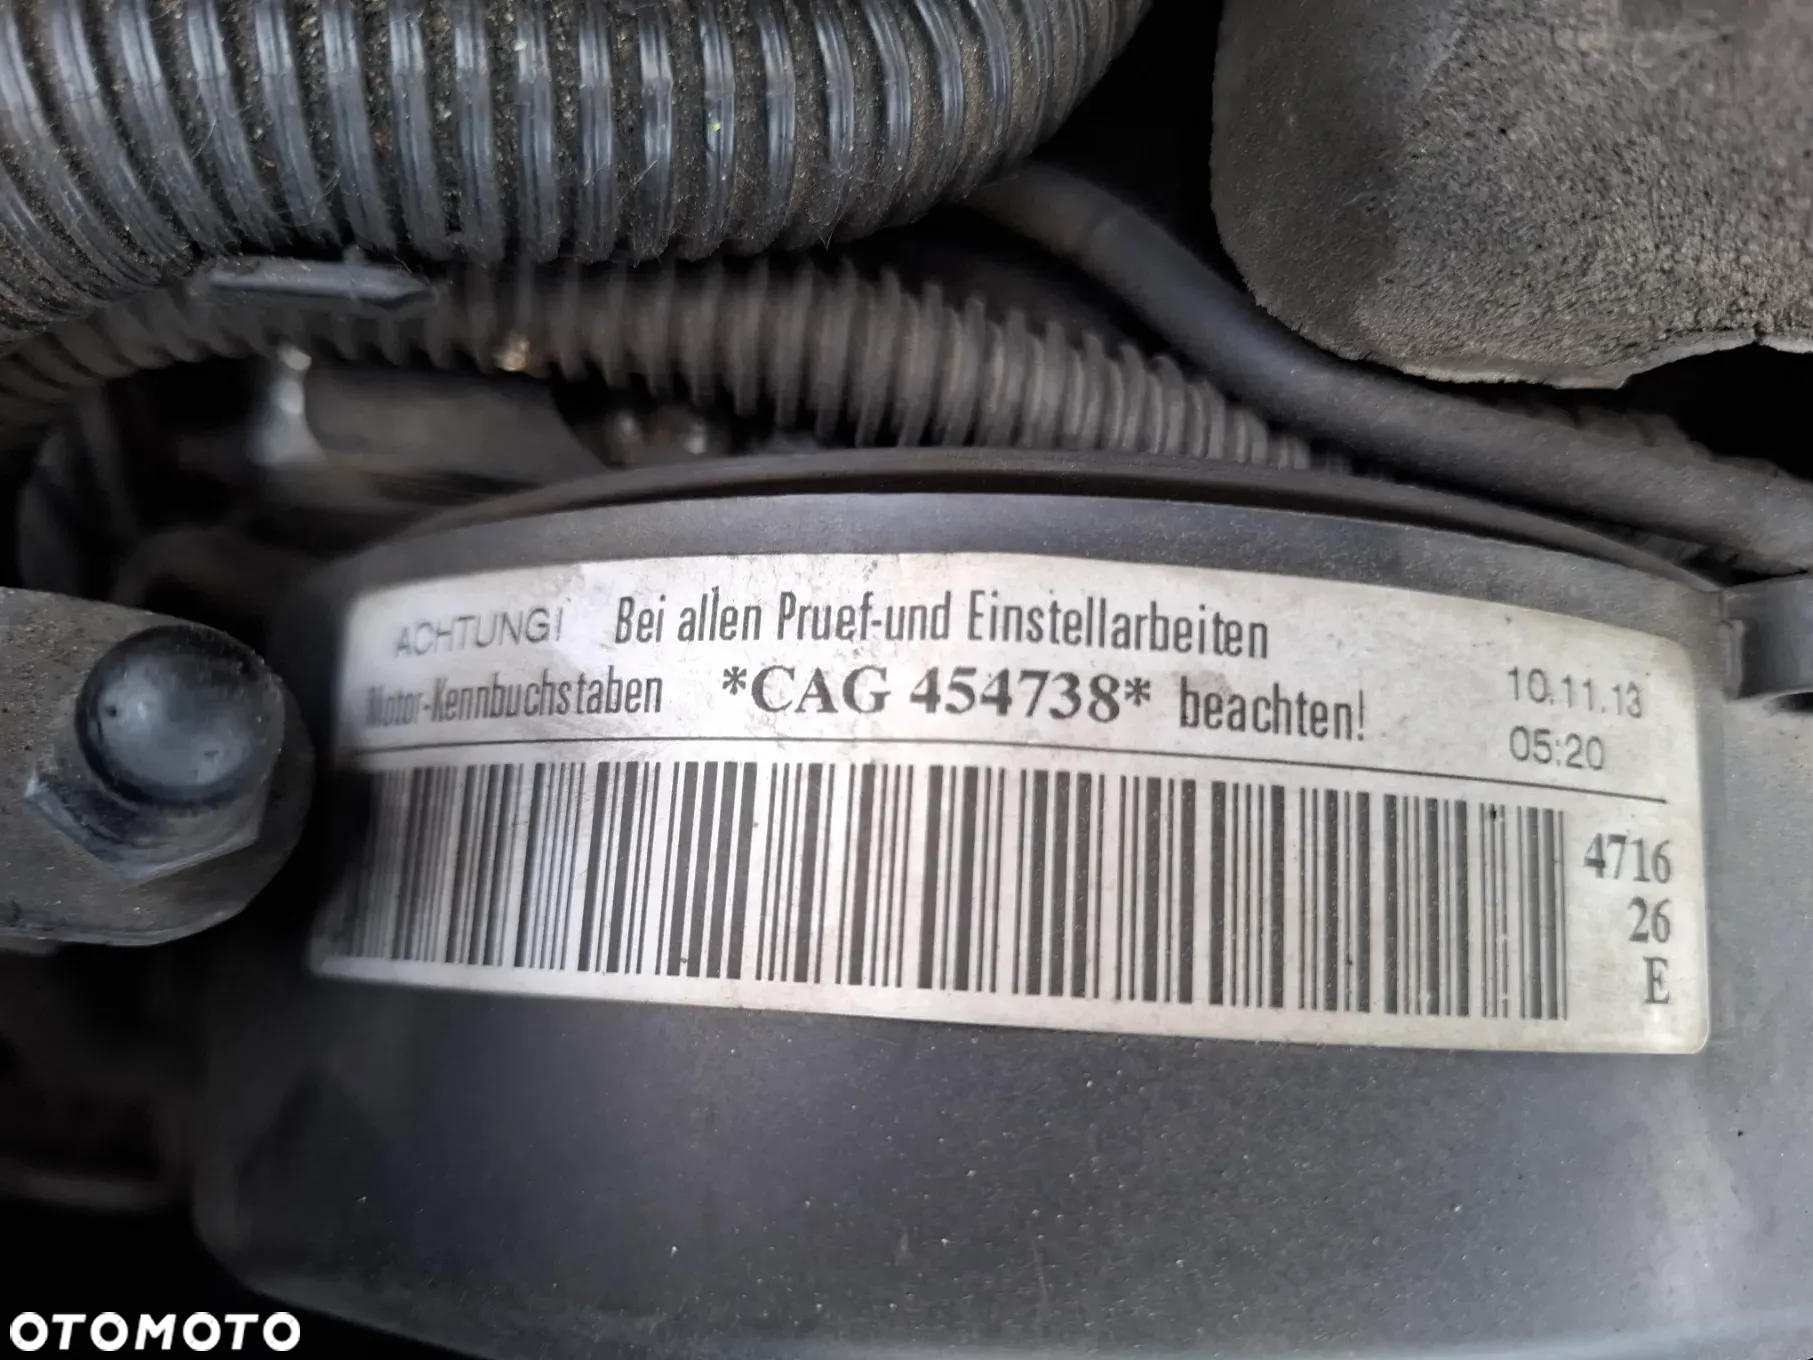 ACHTUNG! Bei allen Pruef-und Einstellarbeiten
Motor-Kennbuchstaben *CAG 454738* beachten!
10.11.13
05:20
4716
26
E
OTOMOTO